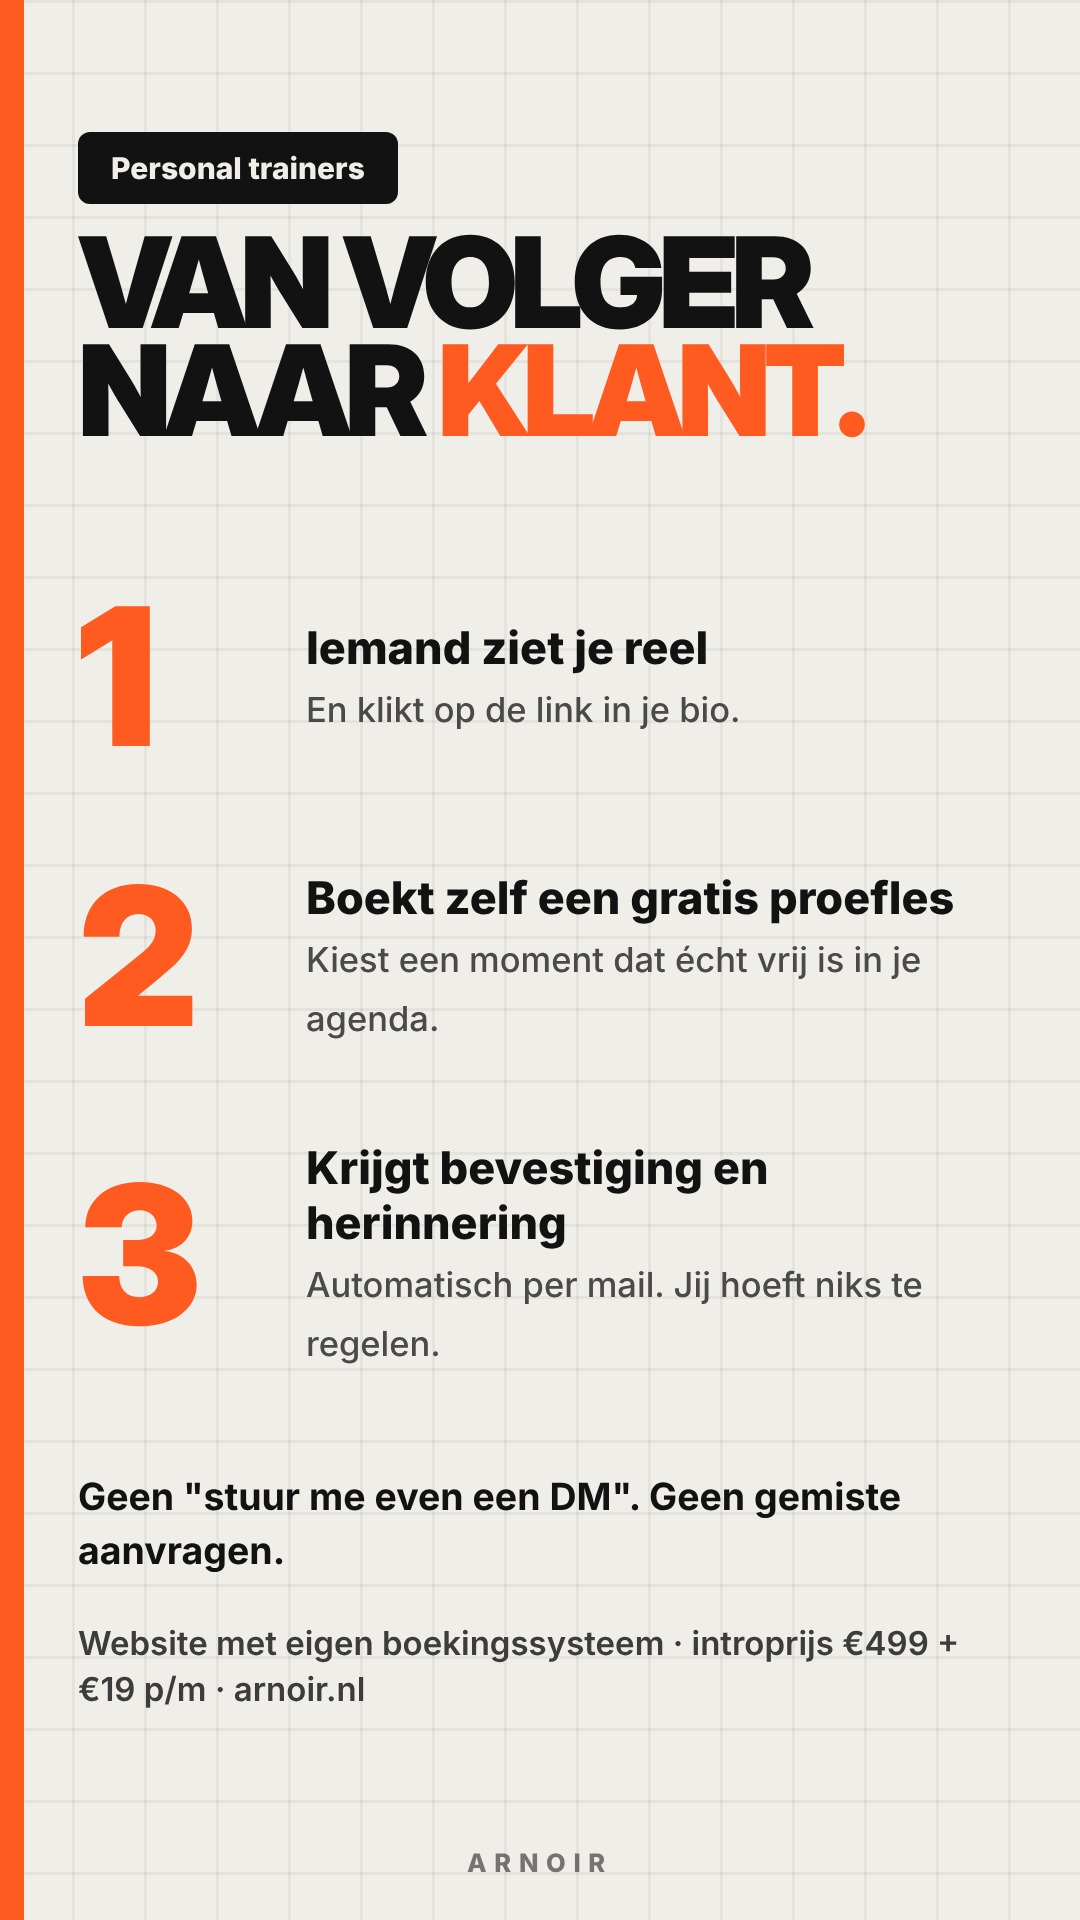 Personal trainers
VAN VOLGER
NAAR KLANT.
1
Iemand ziet je reel
En klikt op de link in je bio.
2
Boekt zelf een gratis proefles
Kiest een moment dat écht vrij is in je
agenda.
3
Krijgt bevestiging en
herinnering
Automatisch per mail. Jij hoeft niks te
regelen.
Geen "stuur me even een DM". Geen gemiste
aanvragen.
Website met eigen boekingssysteem · introprijs €499 +
€19 p/m · arnoir.nl
ARNOIR